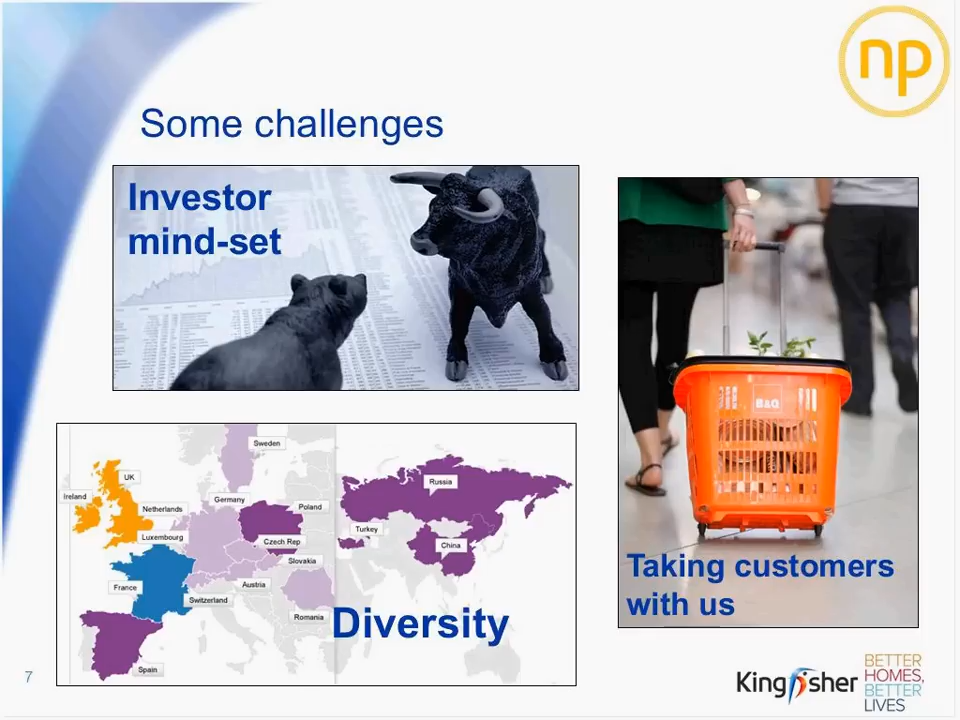 np
Some challenges
Investor
mind-set
B&Q
Sweden
UK
Ireland
Netherlands
Germany
Poland
Luxembourg
Czech Rep
Slovakia
France
Austria
Switzerland
Romania
Spain
Russia
Turkey
China
Diversity
Taking customers
with us
7
Kingfisher
BETTER
HOMES,
BETTER
LIVES